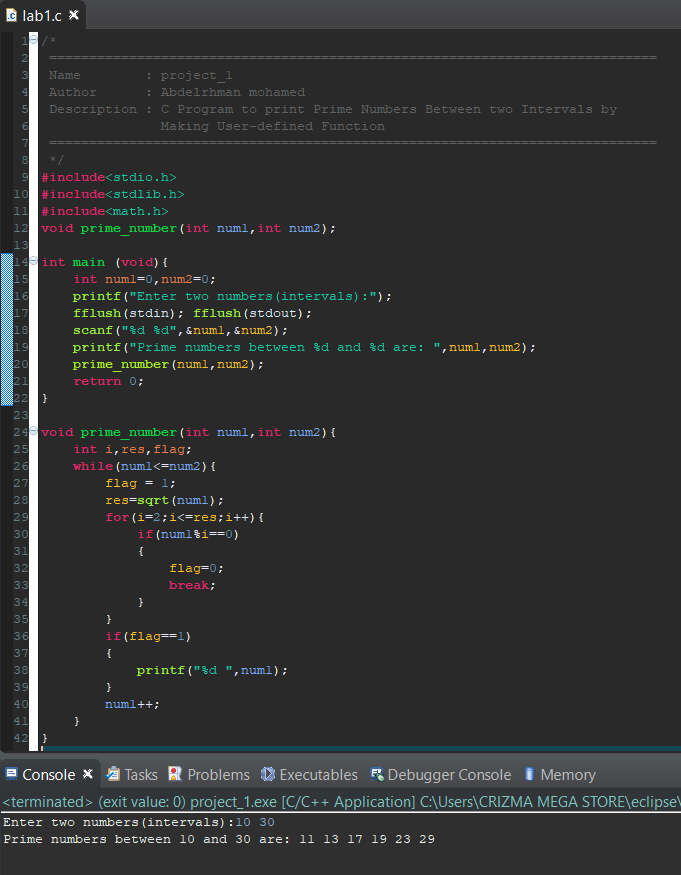 lab1.c
1 /*
2 ============================================================================
3 Name        : project_1
4 Author      : Abdelrhman mohamed
5 Description : C Program to print Prime Numbers Between two Intervals by
6               Making User-defined Function
7 ============================================================================
8 */
9 #include<stdio.h>
10 #include<stdlib.h>
11 #include<math.h>
12 void prime_number(int num1,int num2);
13
14 int main (void){
15     int num1=0,num2=0;
16     printf("Enter two numbers(intervals):");
17     fflush(stdin); fflush(stdout);
18     scanf("%d %d",&num1,&num2);
19     printf("Prime numbers between %d and %d are: ",num1,num2);
20     prime_number(num1,num2);
21     return 0;
22 }
23
24 void prime_number(int num1,int num2){
25     int i,res,flag;
26     while(num1<=num2){
27         flag = 1;
28         res=sqrt(num1);
29         for(i=2;i<=res;i++){
30             if(num1%i==0)
31             {
32                 flag=0;
33                 break;
34             }
35         }
36         if(flag==1)
37         {
38             printf("%d ",num1);
39         }
40         num1++;
41     }
42 }
Console Tasks Problems Executables Debugger Console Memory
<terminated> (exit value: 0) project_1.exe [C/C++ Application] C:\Users\CRIZMA MEGA STORE\eclipse\
Enter two numbers(intervals):10 30
Prime numbers between 10 and 30 are: 11 13 17 19 23 29